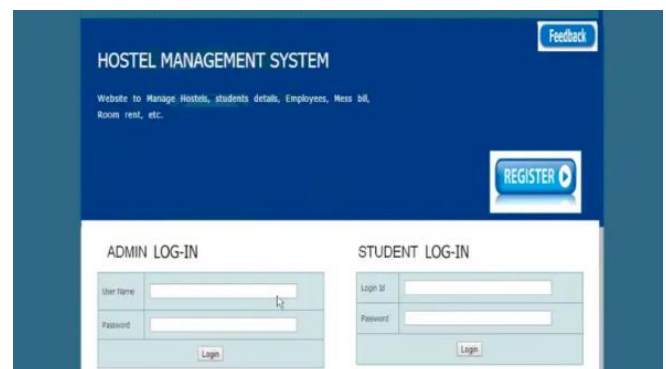 Feedback
HOSTEL MANAGEMENT SYSTEM
Website to Manage Hostels, students details, Employees, Mess bill,
Room rent, etc.
REGISTER
ADMIN LOG-IN
STUDENT LOG-IN
User Name
Login Id
Password
Password
Login
Login